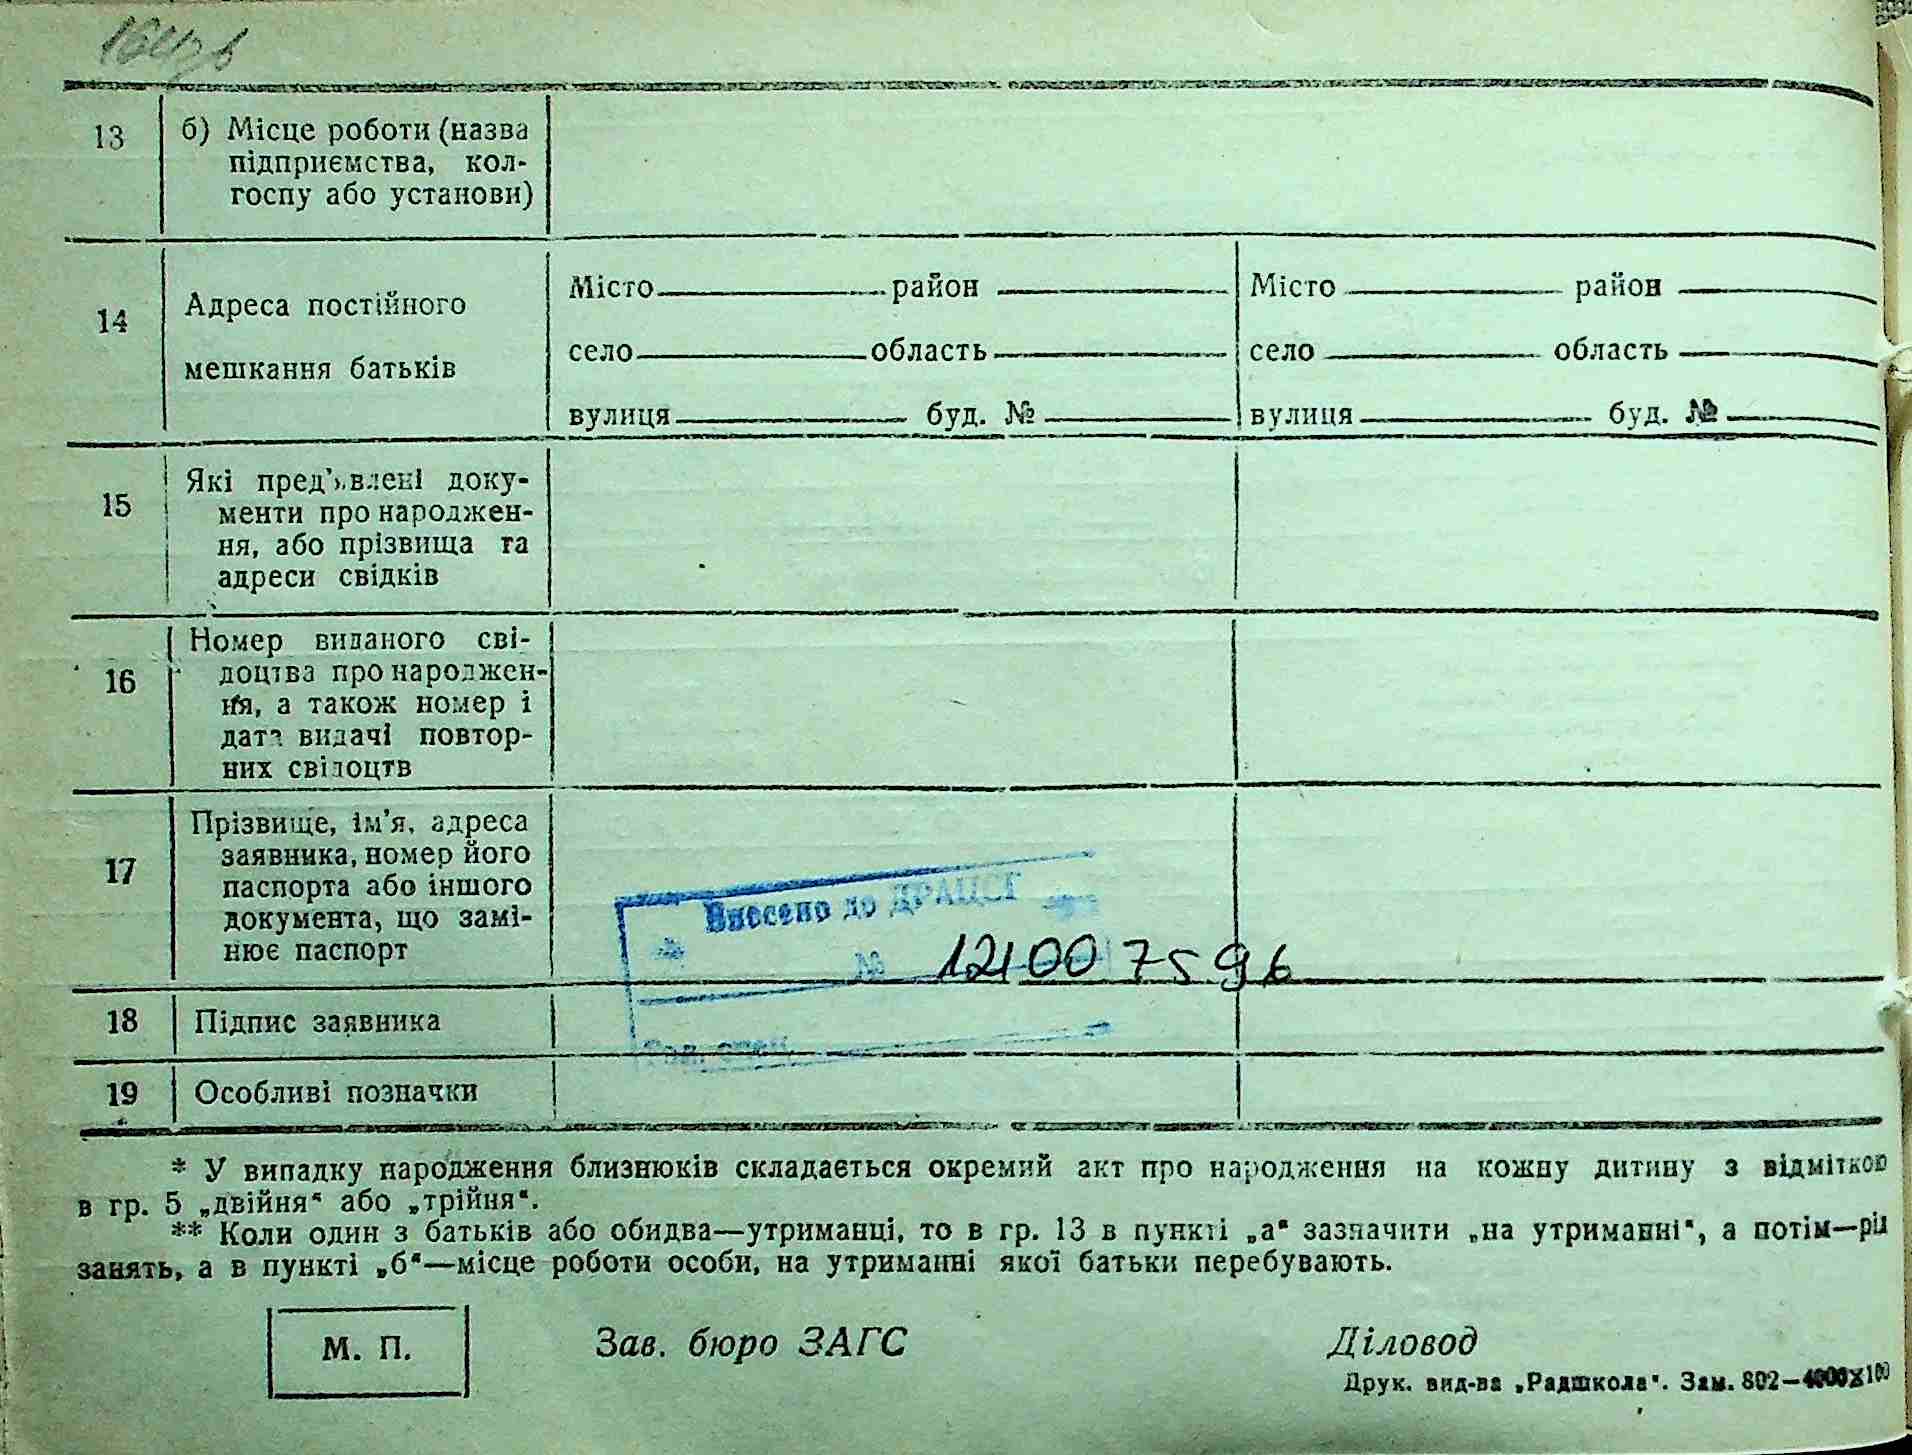 13 б) Місце роботи (назва
підприємства, кол-
госпу або установи)
14 Адреса постійного
мешкання батьків
Місто район
село область
вулиця буд. №
Місто район
село область
вулиця буд. №
15 Які пред'явлені доку-
менти про народжен-
ня, або прізвища та
адреси свідків
16 Номер виданого сві-
доцтва про народжен-
ня, а також номер і
дата видачі повтор-
них свідоцтв
17 Прізвище, ім'я, адреса
заявника, номер його
паспорта або іншого
документа, що замі-
нює паспорт
Внесено до ДРАЦСГ
№ 12100 7596
18 Підпис заявника
19 Особливі позначки
* У випадку народження близнюків складається окремий акт про народження на кожну дитину з відміткою
в гр. 5 „двійня“ або „трійня“.
** Коли один з батьків або обидва—утриманці, то в гр. 13 в пункті „а“ зазначити „на утриманні“, а потім—рід
занять, а в пункті „б“—місце роботи особи, на утриманні якої батьки перебувають.
М. П. Зав. бюро ЗАГС Діловод
Друк. вид-ва „Радшкола“. Зам. 802—4000×100